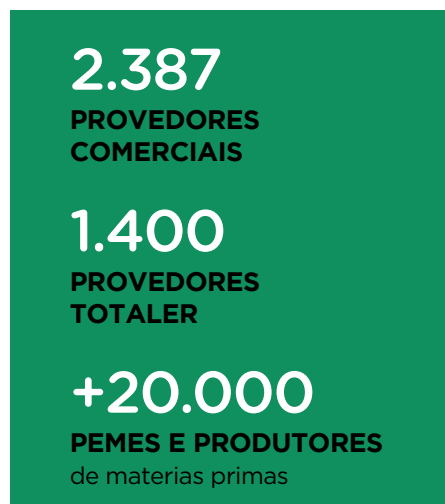 2.387
PROVEDORES
COMERCIAIS
1.400
PROVEDORES
TOTALER
+20.000
PEMES E PRODUTORES
de materias primas